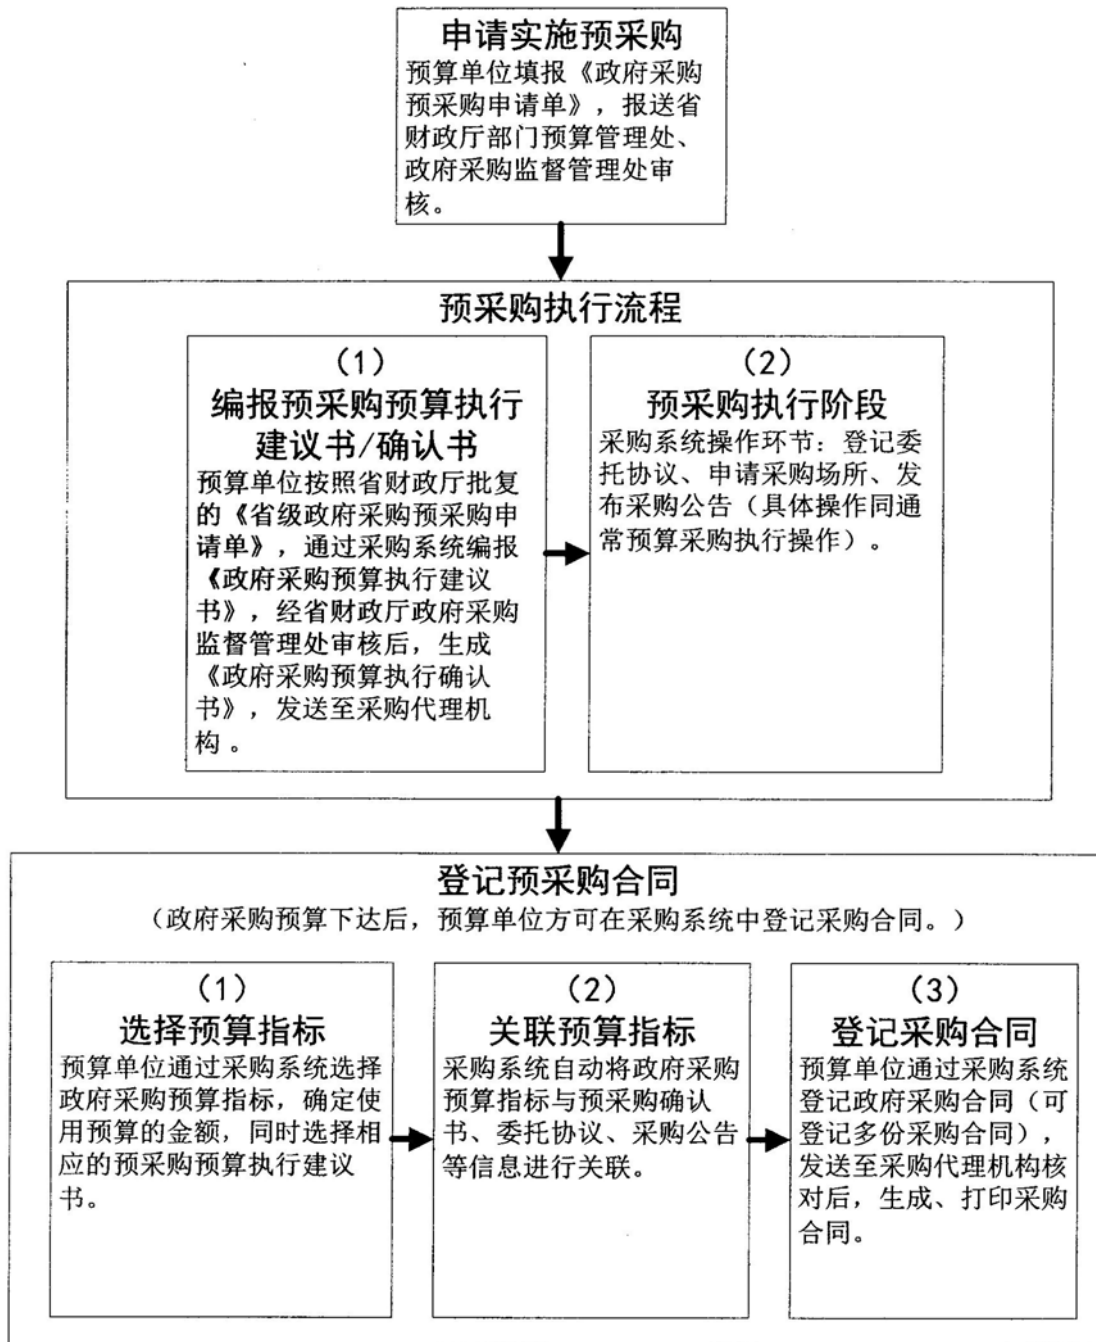 申请实施预采购
预算单位填报《政府采购
预采购申请单》，报送省
财政厅部门预算管理处、
政府采购监督管理处审
核。
预采购执行流程
（1）
编报预采购预算执行
建议书/确认书
预算单位按照省财政厅批复
的《省级政府采购预采购申
请单》，通过采购系统编报
《政府采购预算执行建议
书》，经省财政厅政府采购
监督管理处审核后，生成
《政府采购预算执行确认
书》，发送至采购代理机
构 。
（2）
预采购执行阶段
采购系统操作环节：登记委
托协议、申请采购场所、发
布采购公告（具体操作同通
常预算采购执行操作）。
登记预采购合同
（政府采购预算下达后，预算单位方可在采购系统中登记采购合同。）
（1）
选择预算指标
预算单位通过采购系统选择
政府采购预算指标，确定使
用预算的金额，同时选择相
应的预采购预算执行建议
书。
（2）
关联预算指标
采购系统自动将政府采购
预算指标与预采购确认
书、委托协议、采购公告
等信息进行关联。
（3）
登记采购合同
预算单位通过采购系统
登记政府采购合同（可
登记多份采购合同），
发送至采购代理机构核
对后，生成、打印采购
合同。